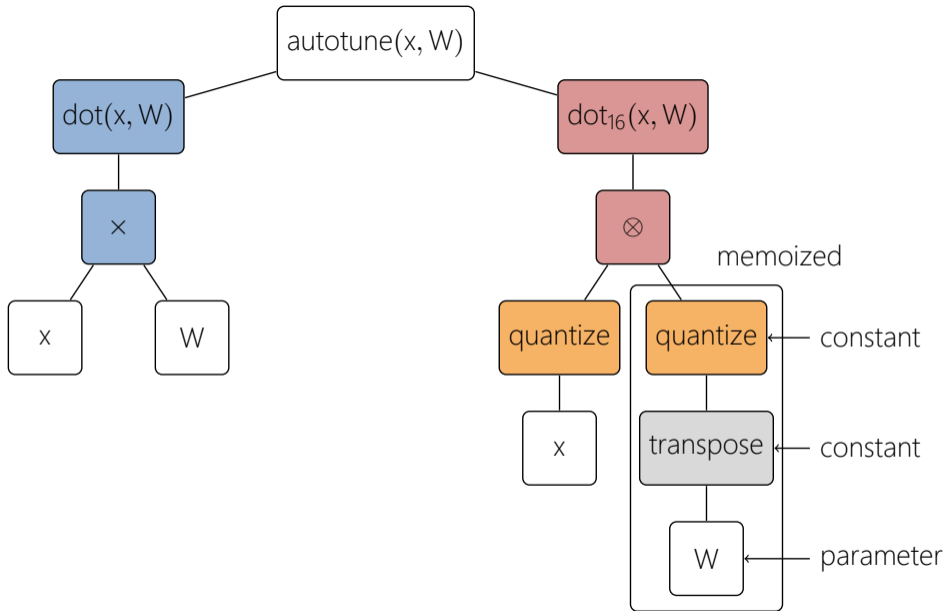 autotune(x, W)
dot(x, W)
dot₁₆(x, W)
×
⊗
memoized
x
W
quantize
quantize
constant
x
transpose
constant
W
parameter